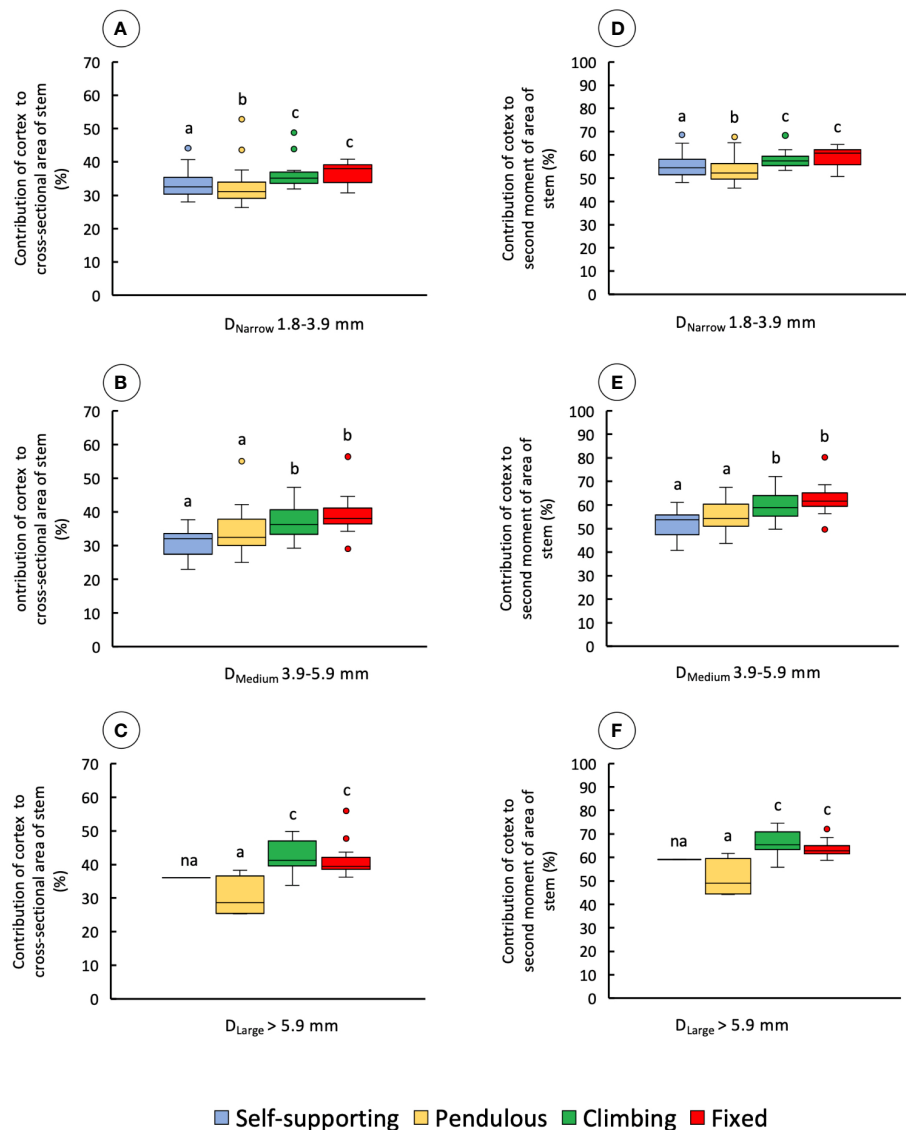 A
Contribution of cortex to
cross-sectional area of stem
(%)
70
60
50
40
30
20
10
0
a
b
c
c
D_Narrow 1.8-3.9 mm
D
Contribution of cotex to
second moment of area of
stem (%)
100
90
80
70
60
50
40
30
20
10
0
a
b
c
c
D_Narrow 1.8-3.9 mm
B
ontribution of cortex to
cross-sectional area of stem
(%)
70
60
50
40
30
20
10
0
a
a
b
b
D_Medium 3.9-5.9 mm
E
Contribution of cotex to
second moment of area of
stem (%)
100
90
80
70
60
50
40
30
20
10
0
a
a
b
b
D_Medium 3.9-5.9 mm
C
Contribution of cortex to
cross-sectional area of stem
(%)
70
60
50
40
30
20
10
0
na
a
c
c
D_Large > 5.9 mm
F
Contribution of cotex to
second moment of area of
stem (%)
100
90
80
70
60
50
40
30
20
10
0
na
a
c
c
D_Large > 5.9 mm
Self-supporting Pendulous Climbing Fixed